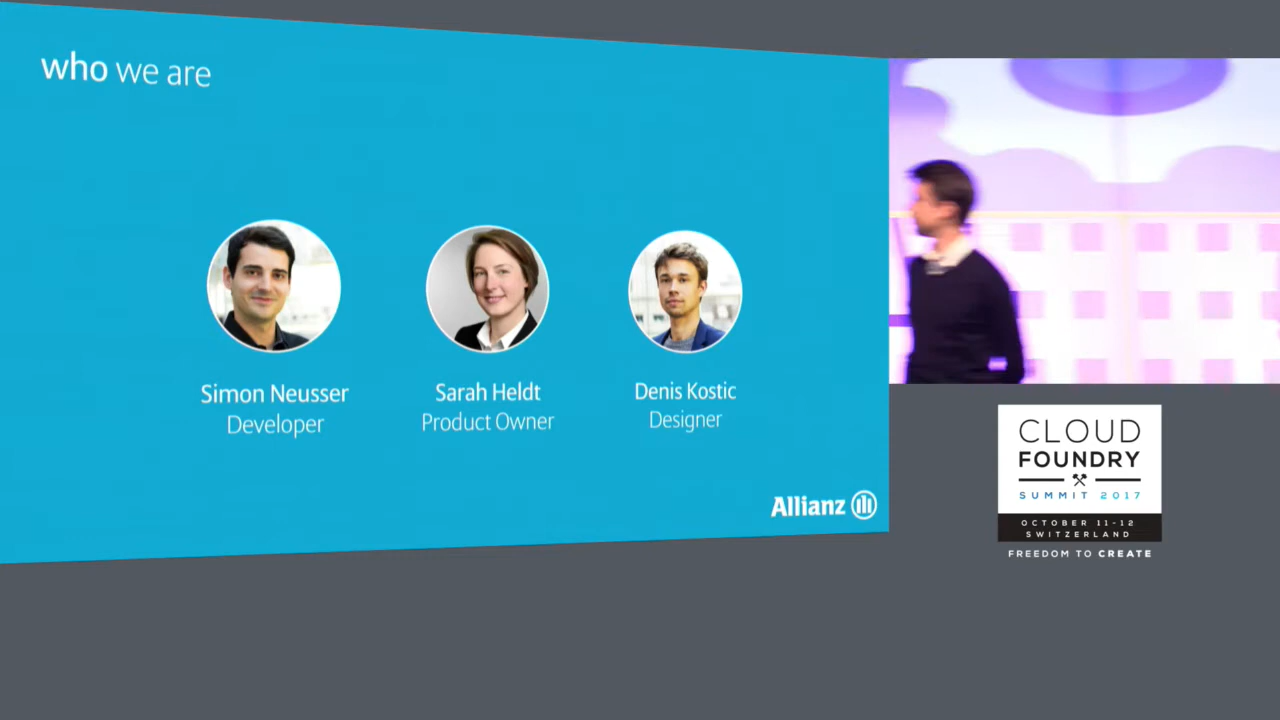 who we are
Simon Neusser
Developer
Sarah Heldt
Product Owner
Denis Kostic
Designer
Allianz
CLOUD
FOUNDRY
SUMMIT 2017
OCTOBER 11-12
SWITZERLAND
FREEDOM TO CREATE